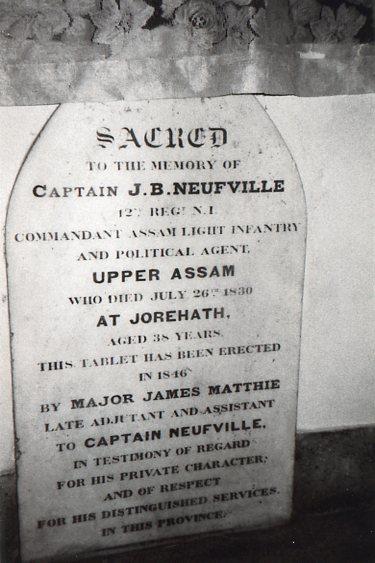 SACRED
TO THE MEMORY OF
CAPTAIN J.B. NEUFVILLE
REGT N.I.
COMMANDANT ASSAM LIGHT INFANTRY
AND POLITICAL AGENT,
UPPER ASSAM
WHO DIED JULY 26TH 1830
AT JOREHATH,
AGED 38 YEARS.
THIS TABLET HAS BEEN ERECTED
IN 1846
BY MAJOR JAMES MATTHIE
LATE ADJUTANT AND ASSISTANT
TO CAPTAIN NEUFVILLE,
IN TESTIMONY OF REGARD
FOR HIS PRIVATE CHARACTER;
AND OF RESPECT
FOR HIS DISTINGUISHED SERVICES.
IN THIS PROVINCE.